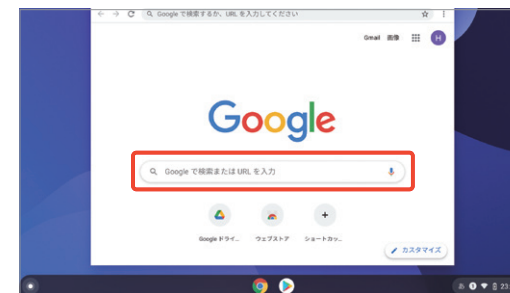 Google で検索するか、URL を入力してください
Gmail 画像
H
Google
Google で検索または URL を入力
Google ドライ... ウェブストア ショートカッ...
カスタマイズ
あ 23